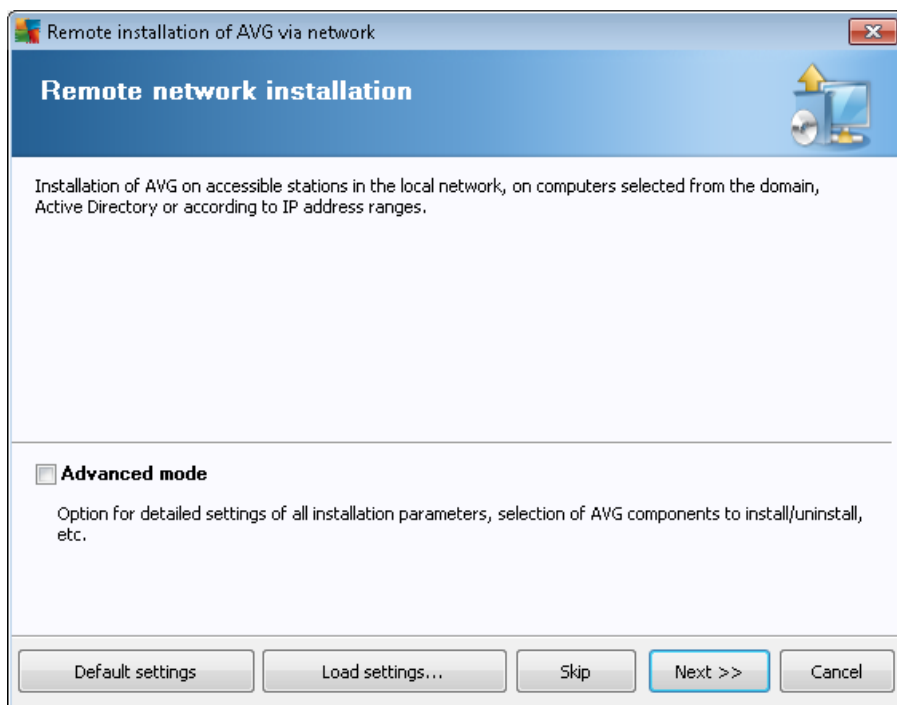 Remote installation of AVG via network
Remote network installation
Installation of AVG on accessible stations in the local network, on computers selected from the domain,
Active Directory or according to IP address ranges.
Advanced mode
Option for detailed settings of all installation parameters, selection of AVG components to install/uninstall,
etc.
Default settings
Load settings...
Skip
Next >>
Cancel